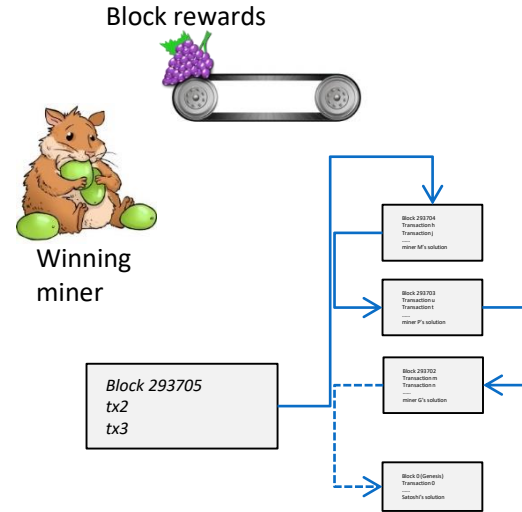 Block rewards
Winning
miner
Block 293704
Transaction h
Transaction j
.....
miner M's solution
Block 293703
Transaction u
Transaction t
.....
miner P's solution
Block 293705
tx2
tx3
Block 293702
Transaction m
Transaction n
.....
miner G's solution
Block 0 (Genesis)
Transaction 0
.....
Satoshi's solution